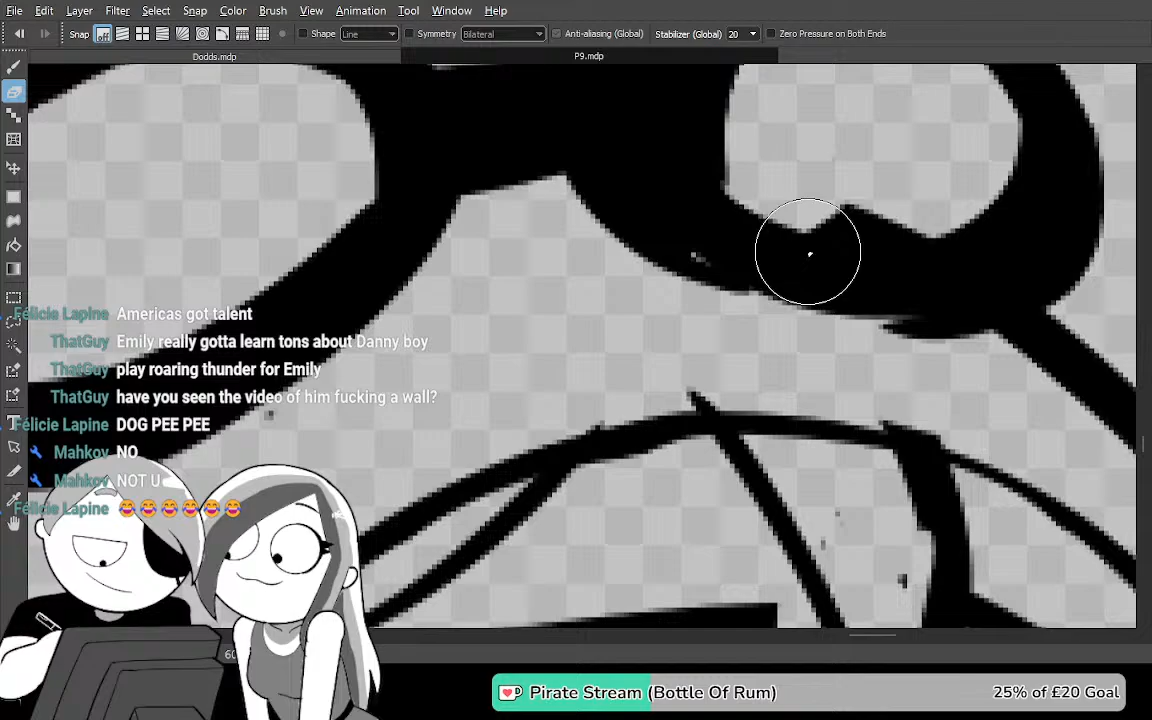 File Edit Layer Filter Select Snap Color Brush View Animation Tool Window Help
Snap off Shape Line Symmetry Bilateral Anti-aliasing (Global) Stabilizer (Global) 20 Zero Pressure on Both Ends
Dodds.mdp P9.mdp
Félicie Lapine Americas got talent
ThatGuy Emily really gotta learn tons about Danny boy
ThatGuy play roaring thunder for Emily
ThatGuy have you seen the video of him fucking a wall?
Félicie Lapine DOG PEE PEE
Mahkov NO
Mahkov NOT U
Félicie Lapine 😂😂😂😂😂😂
Pirate Stream (Bottle Of Rum) 25% of £20 Goal